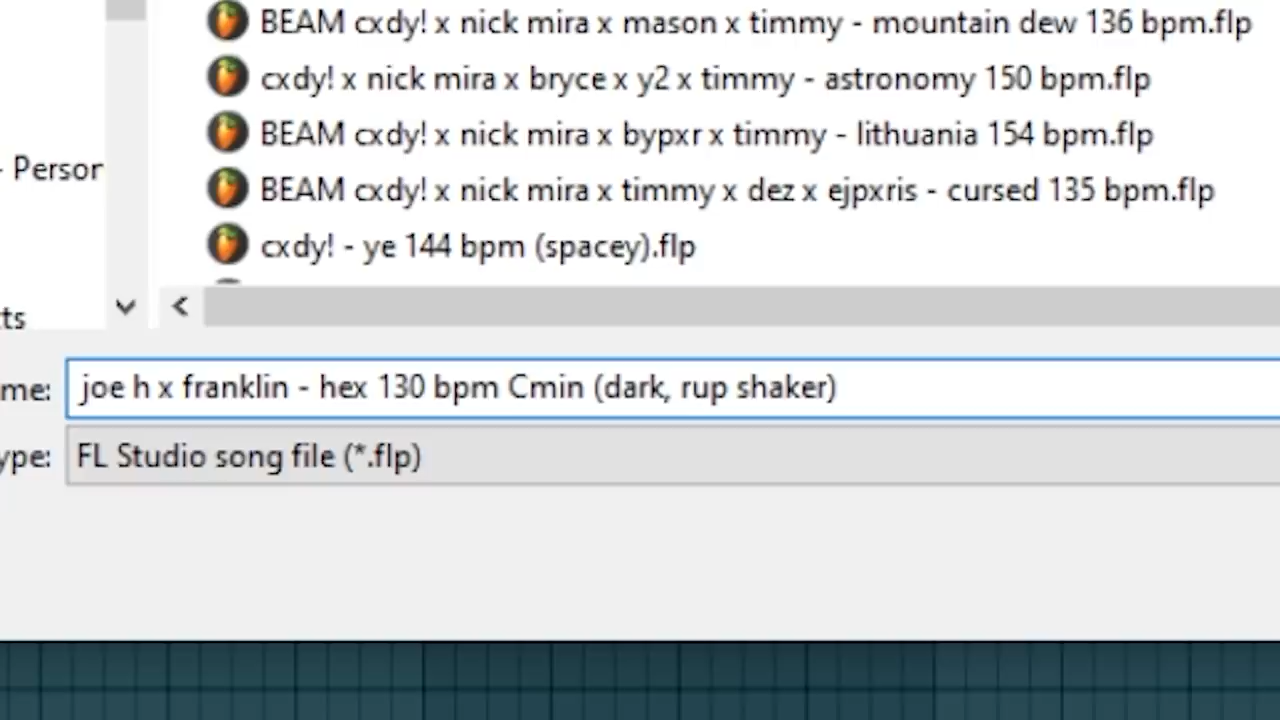 BEAM cxdy! x nick mira x mason x timmy - mountain dew 136 bpm.flp
cxdy! x nick mira x bryce x y2 x timmy - astronomy 150 bpm.flp
BEAM cxdy! x nick mira x bypxr x timmy - lithuania 154 bpm.flp
- Person
BEAM cxdy! x nick mira x timmy x dez x ejpxris - cursed 135 bpm.flp
cxdy! - ye 144 bpm (spacey).flp
ts
me: joe h x franklin - hex 130 bpm Cmin (dark, rup shaker)
ype: FL Studio song file (*.flp)